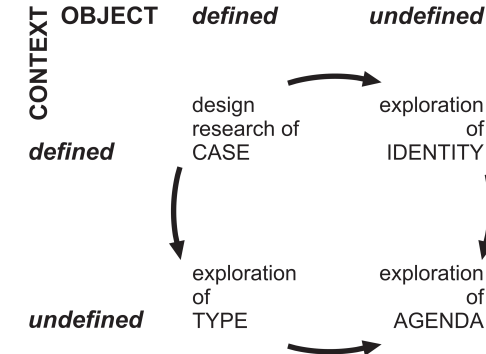 CONTEXT
OBJECT defined undefined
design
research of
CASE
exploration
of
IDENTITY
defined
exploration
of
TYPE
exploration
of
AGENDA
undefined